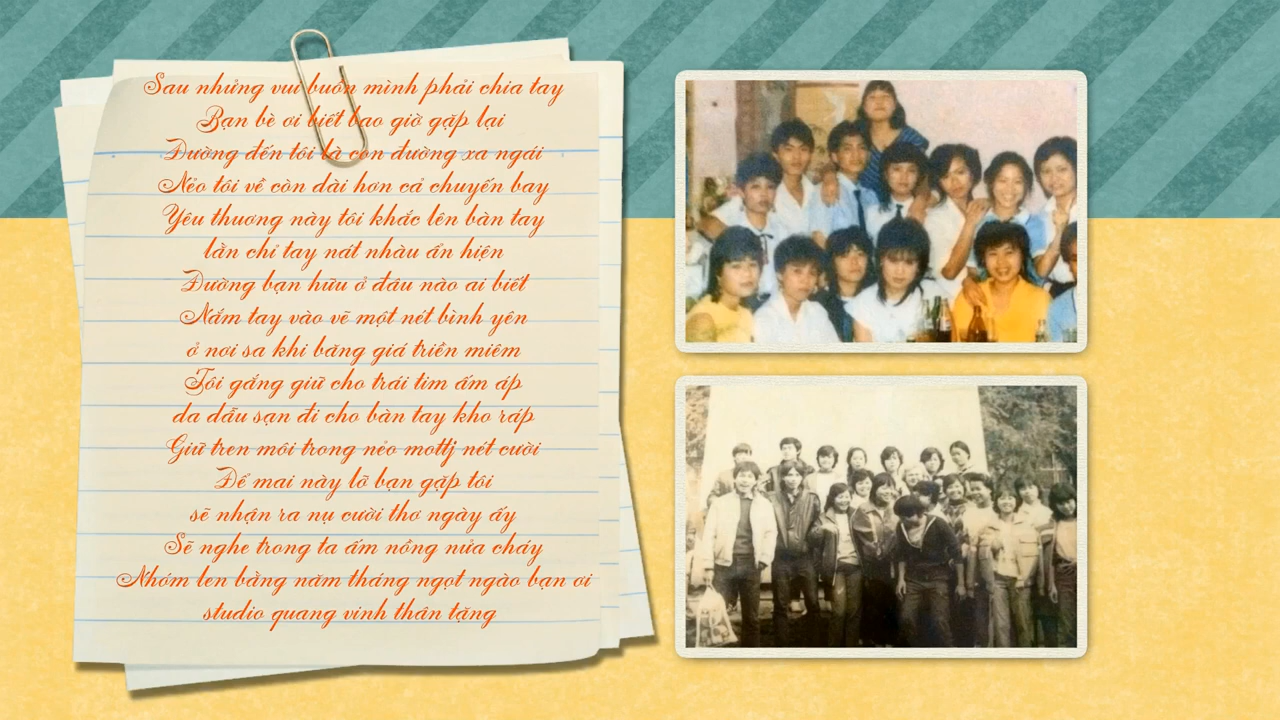 Sau những vui buồn mình phải chia tay
Bạn bè ơi biết bao giờ gặp lại
Đường đến tôi là con đường xa ngái
Nẻo tôi về còn dài hơn cả chuyến bay
Yêu thương này tôi khắc lên bàn tay
lằn chỉ tay nát nhàu ẩn hiện
Đường bạn hữu ở đâu nào ai biết
Nắm tay vào vẽ một nét bình yên
ở nơi sa khi băng giá triền miêm
Tôi gắng giữ cho trái tim ấm áp
da dẫu sạn đi cho bàn tay kho ráp
Giữ tren môi trong nẻo mottj nét cười
Để mai này lỡ bạn gặp tôi
sẽ nhận ra nụ cười thơ ngày ấy
Sẽ nghe trong ta ấm nồng nửa cháy
Nhóm len bằng năm tháng ngọt ngào bạn ơi
studio quang vinh thân tặng